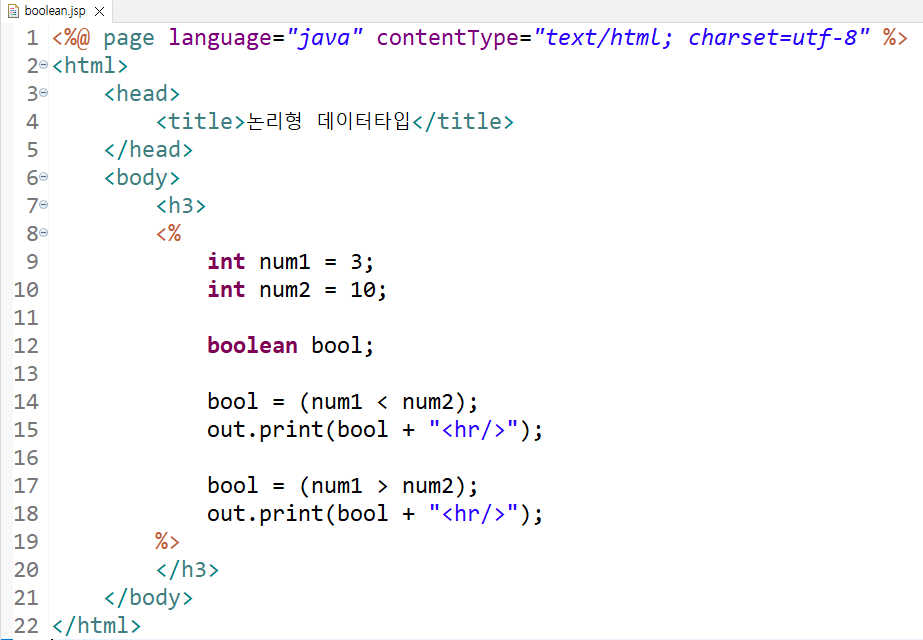 boolean.jsp
1 <%@ page language="java" contentType="text/html; charset=utf-8" %>
2 <html>
3     <head>
4         <title>논리형 데이터타입</title>
5     </head>
6     <body>
7         <h3>
8         <%
9             int num1 = 3;
10             int num2 = 10;
11
12             boolean bool;
13
14             bool = (num1 < num2);
15             out.print(bool + "<hr/>");
16
17             bool = (num1 > num2);
18             out.print(bool + "<hr/>");
19         %>
20         </h3>
21     </body>
22 </html>